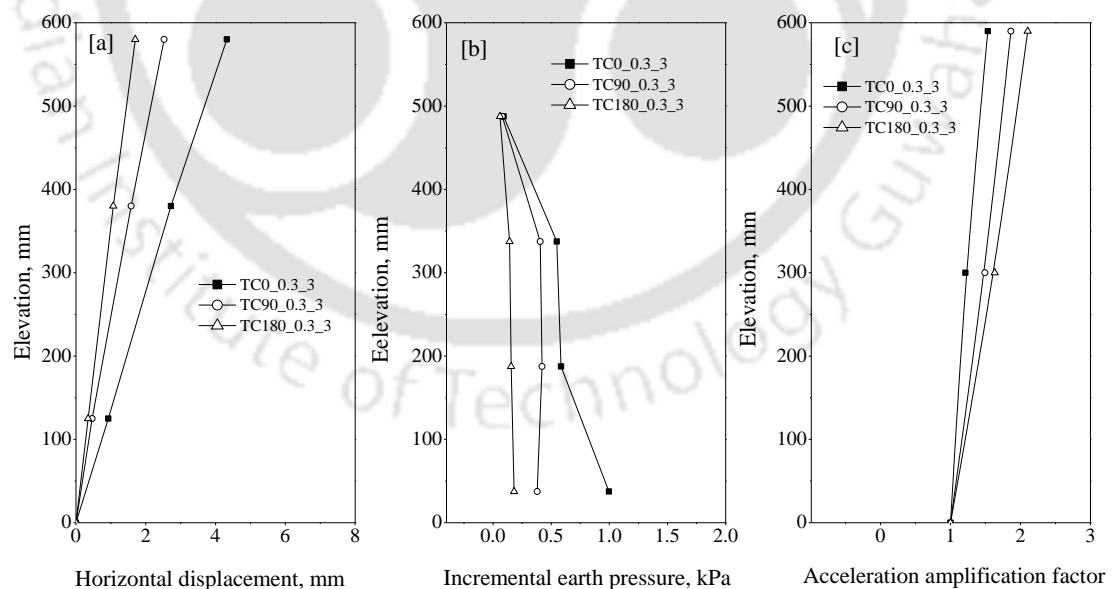 [a]
600
500
400
300
200
100
0
Elevation, mm
TC0_0.3_3
TC90_0.3_3
TC180_0.3_3
0 2 4 6 8
Horizontal displacement, mm
[b]
600
500
400
300
200
100
0
Eelevation, mm
TC0_0.3_3
TC90_0.3_3
TC180_0.3_3
0.0 0.5 1.0 1.5 2.0
Incremental earth pressure, kPa
[c]
600
500
400
300
200
100
0
Elevation, mm
TC0_0.3_3
TC90_0.3_3
TC180_0.3_3
0 1 2 3
Acceleration amplification factor
Institute of Technology